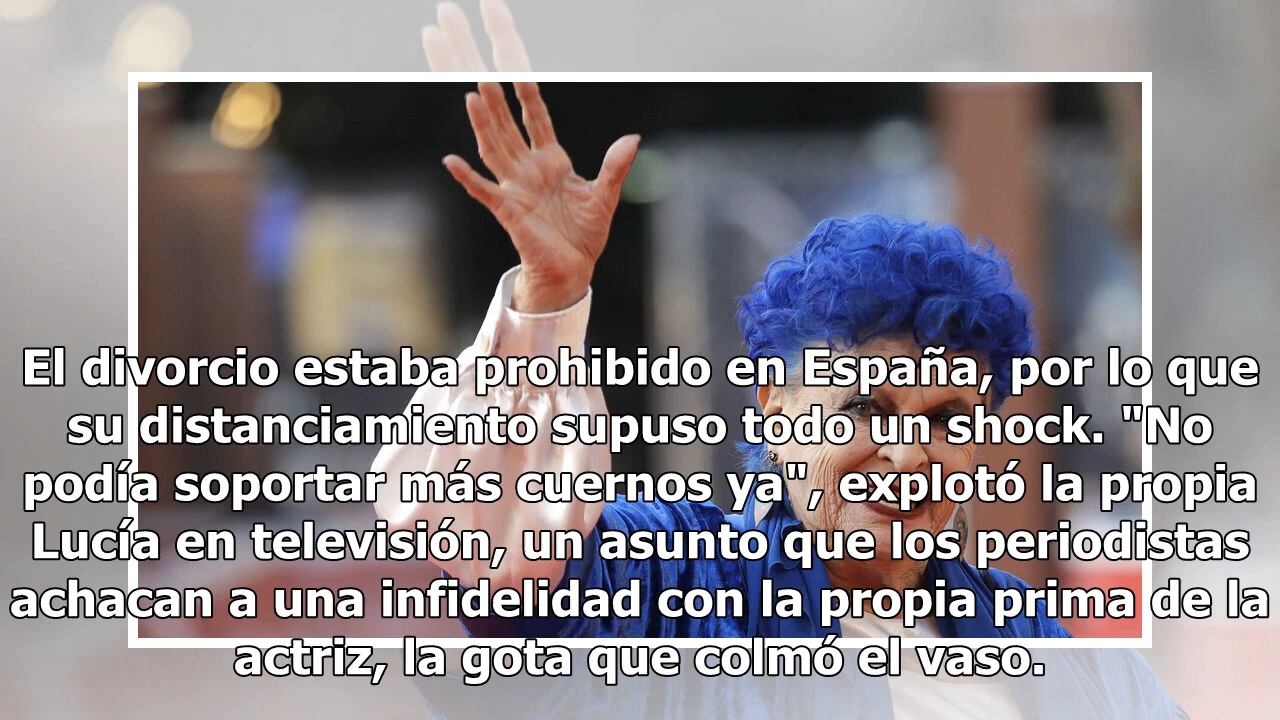 El divorcio estaba prohibido en España, por lo que
su distanciamiento supuso todo un shock. "No
podía soportar más cuernos ya", explotó la propia
Lucía en televisión, un asunto que los periodistas
achacan a una infidelidad con la propia prima de la
actriz, la gota que colmó el vaso.